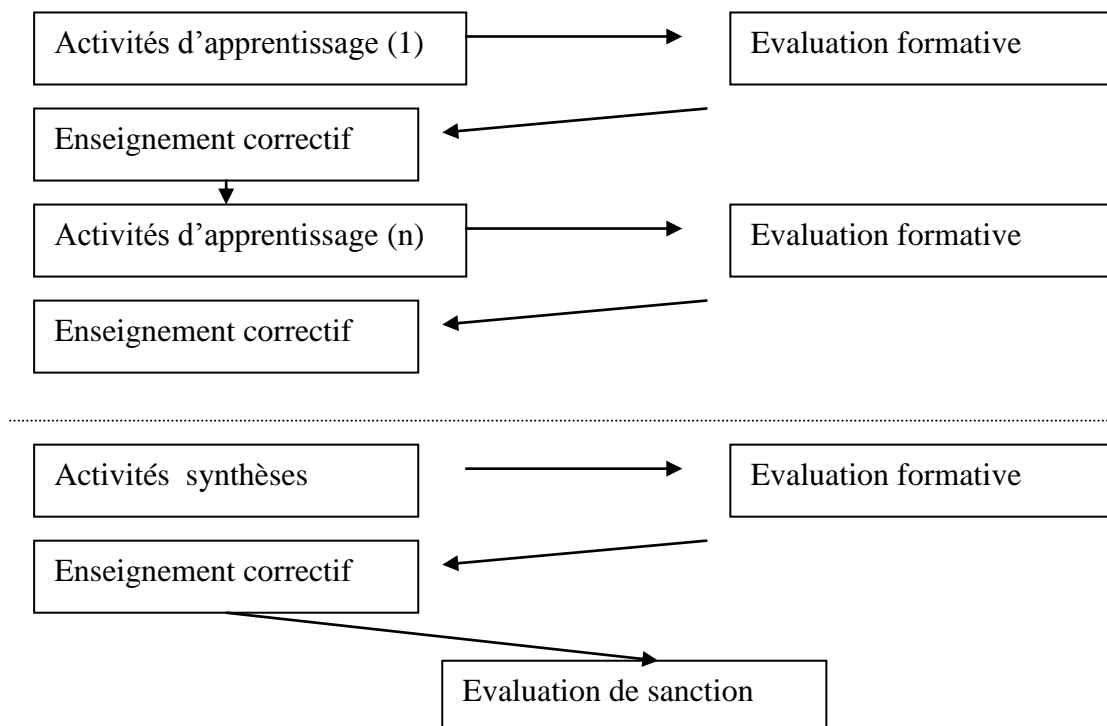 Activités d’apprentissage (1)
Evaluation formative
Enseignement correctif
Activités d’apprentissage (n)
Evaluation formative
Enseignement correctif
Activités synthèses
Evaluation formative
Enseignement correctif
Evaluation de sanction